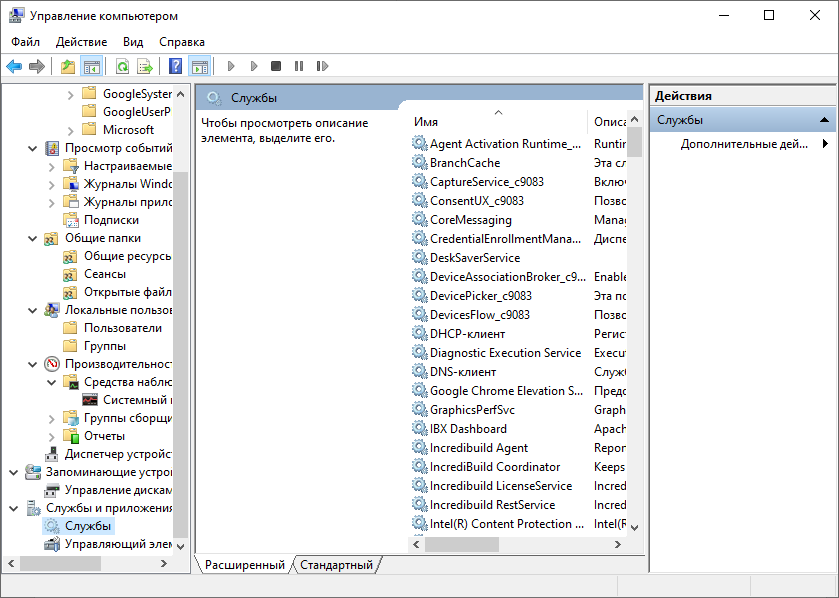 Управление компьютером
Файл Действие Вид Справка
GoogleSyster
GoogleUserP
Microsoft
Просмотр событий
Настраиваемые
Журналы Windo
Журналы прило
Подписки
Общие папки
Общие ресурсы
Сеансы
Открытые файл
Локальные пользов
Пользователи
Группы
Производительност
Средства наблю
Системный м
Группы сборщи
Отчеты
Диспетчер устройст
Запоминающие устро
Управление дискам
Службы и приложения
Службы
Управляющий элем
Службы
Чтобы просмотреть описание
элемента, выделите его.
Имя Описа
Agent Activation Runtime_... Runtin
BranchCache Эта сл
CaptureService_c9083 Включ
ConsentUX_c9083 Позво
CoreMessaging Manag
CredentialEnrollmentMana... Диспе
DeskSaverService
DeviceAssociationBroker_c9... Enable
DevicePicker_c9083 Эта по
DevicesFlow_c9083 Позво
DHCP-клиент Регист
Diagnostic Execution Service Execut
DNS-клиент Служб
Google Chrome Elevation S... Предо
GraphicsPerfSvc Graph
IBX Dashboard Apach
Incredibuild Agent Repor
IncrediBuild Coordinator Keeps
Incredibuild LicenseService Incred
Incredibuild RestService Incred
Intel(R) Content Protection ... Intel(R
Расширенный Стандартный
Действия
Службы
Дополнительные дей...